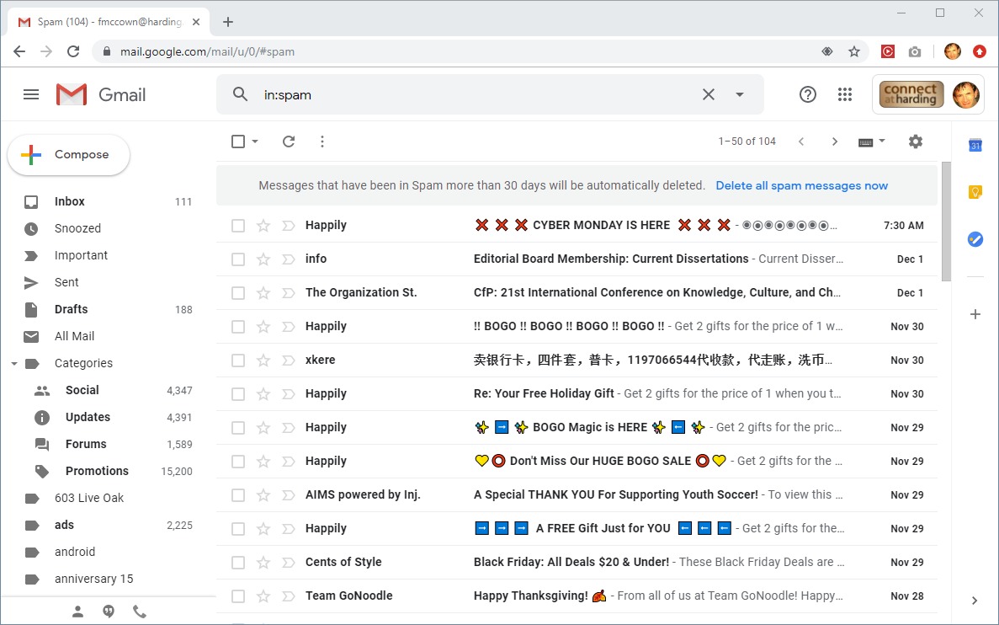 Spam (104) - fmccown@harding
mail.google.com/mail/u/0/#spam
Gmail
in:spam
connect
at harding
Compose
1–50 of 104
31
Messages that have been in Spam more than 30 days will be automatically deleted. Delete all spam messages now
Inbox 111
Snoozed
Important
Sent
Drafts 188
All Mail
Categories
Social 4,347
Updates 4,391
Forums 1,589
Promotions 15,200
603 Live Oak
ads 2,225
android
anniversary 15
Happily ❌ ❌ ❌ CYBER MONDAY IS HERE ❌ ❌ ❌ - ◉◉◉◉◉◉◉◉... 7:30 AM
info Editorial Board Membership: Current Dissertations - Current Disser... Dec 1
The Organization St. CfP: 21st International Conference on Knowledge, Culture, and Ch... Dec 1
Happily !! BOGO !! BOGO !! BOGO !! BOGO !! - Get 2 gifts for the price of 1 w... Nov 30
xkere 卖银行卡，四件套，普卡，1197066544代收款，代走账，洗币... Nov 30
Happily Re: Your Free Holiday Gift - Get 2 gifts for the price of 1 when you t... Nov 30
Happily ✨ ➡ ✨ BOGO Magic is HERE ✨ ⬅ ✨ - Get 2 gifts for the pric... Nov 29
Happily 💛⭕ Don't Miss Our HUGE BOGO SALE ⭕💛 - Get 2 gifts for the ... Nov 29
AIMS powered by Inj. A Special THANK YOU For Supporting Youth Soccer! - To view this ... Nov 29
Happily ➡ ➡ ➡ A FREE Gift Just for YOU ⬅ ⬅ ⬅ - Get 2 gifts for the... Nov 29
Cents of Style Black Friday: All Deals $20 & Under! - These Black Friday Deals are ... Nov 29
Team GoNoodle Happy Thanksgiving! 🍂 - From all of us at Team GoNoodle! Happy... Nov 28